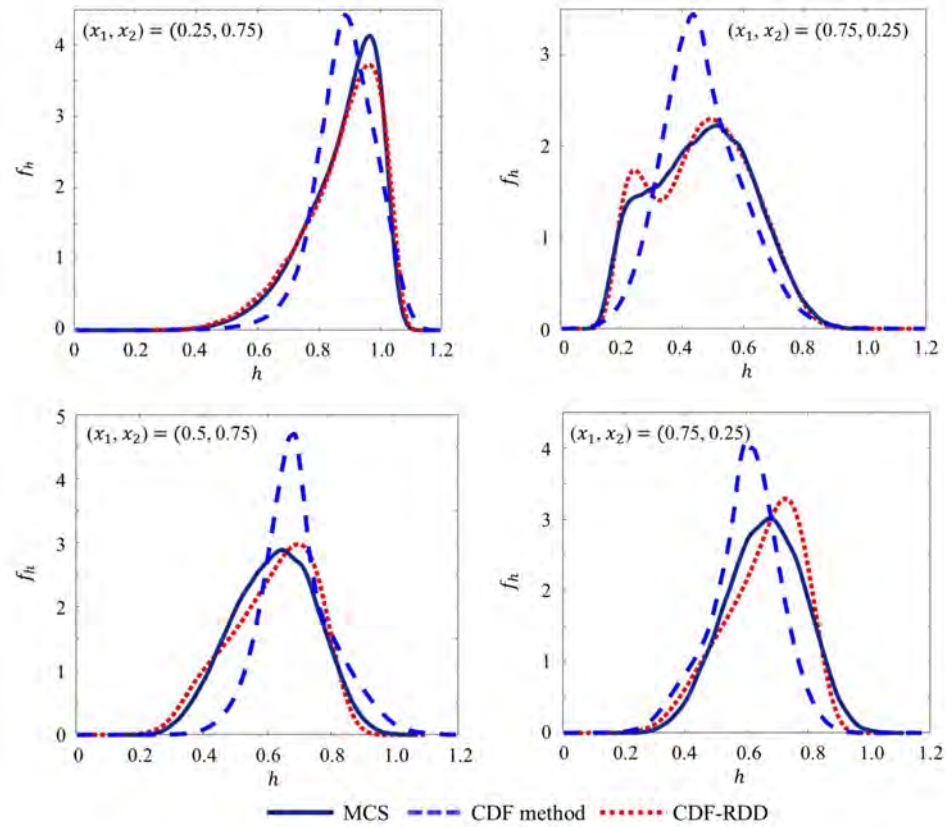 (x₁, x₂) = (0.25, 0.75)
4
3
2
1
0
f_h
0 0.2 0.4 0.6 0.8 1.0 1.2
h
(x₁, x₂) = (0.75, 0.25)
3
2
1
0
f_h
0 0.2 0.4 0.6 0.8 1.0 1.2
h
(x₁, x₂) = (0.5, 0.75)
5
4
3
2
1
0
f_h
0 0.2 0.4 0.6 0.8 1.0 1.2
h
(x₁, x₂) = (0.75, 0.25)
4
3
2
1
0
f_h
0 0.2 0.4 0.6 0.8 1.0 1.2
h
MCS CDF method CDF-RDD